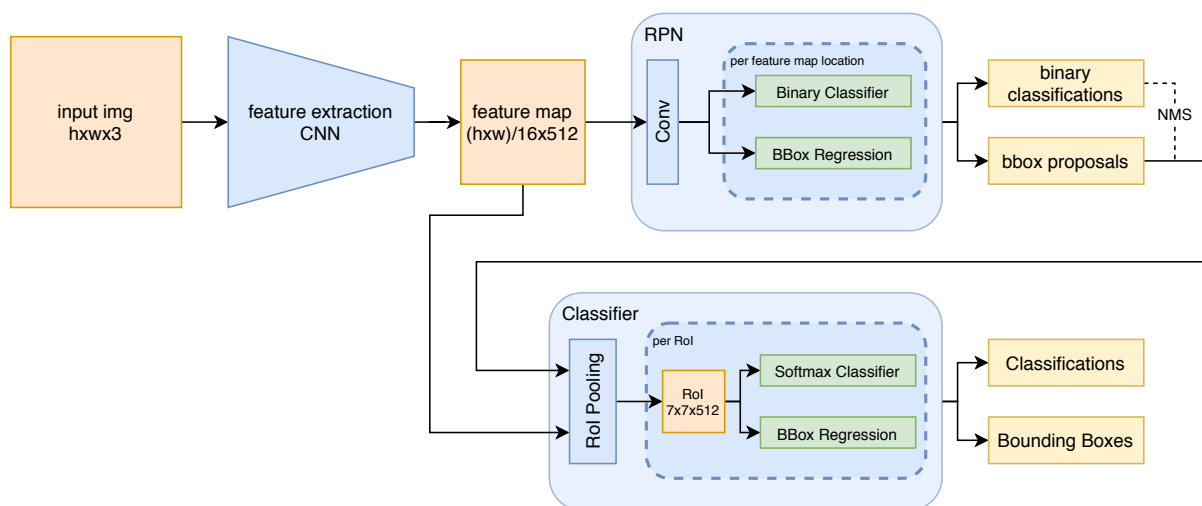 input img
hxwx3
feature extraction
CNN
feature map
(hxw)/16x512
RPN
Conv
per feature map location
Binary Classifier
BBox Regression
binary
classifications
bbox proposals
NMS
Classifier
RoI Pooling
per RoI
RoI
7x7x512
Softmax Classifier
BBox Regression
Classifications
Bounding Boxes